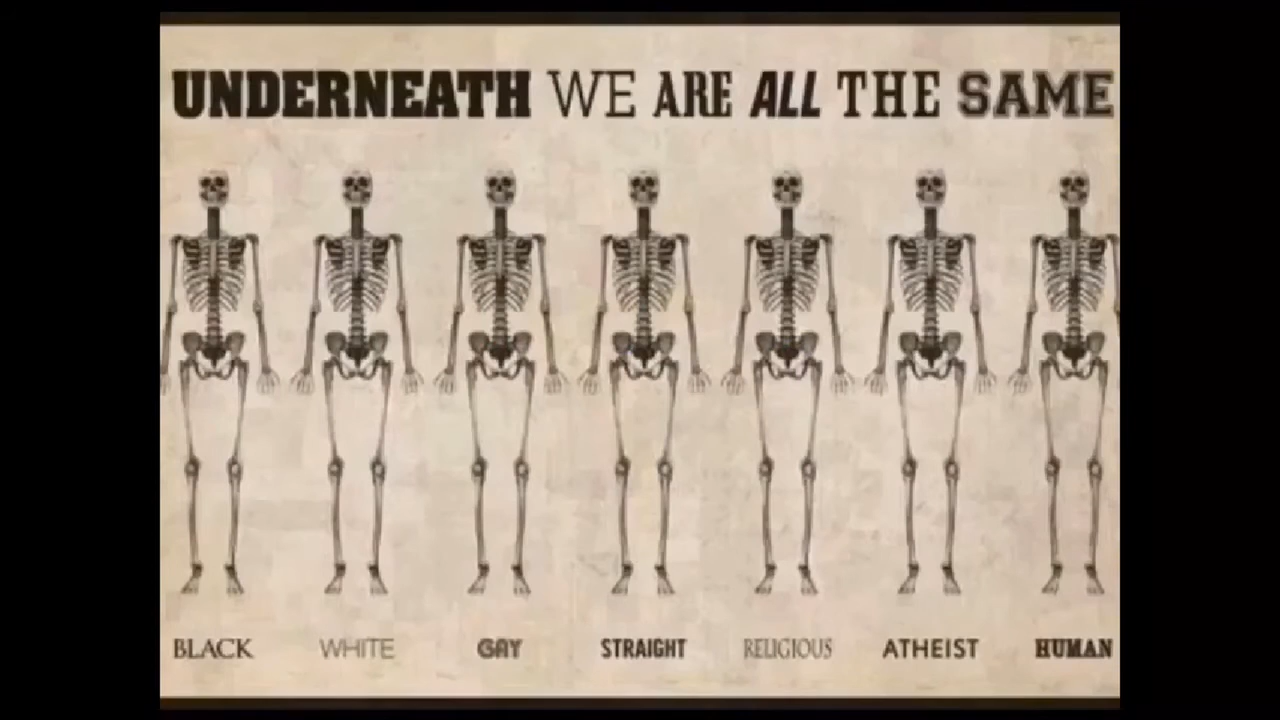 UNDERNEATH WE ARE ALL THE SAME
BLACK WHITE GAY STRAIGHT RELIGIOUS ATHEIST HUMAN